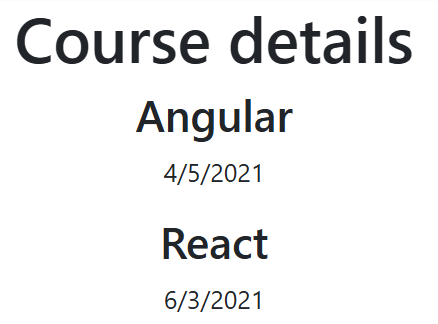 Course details
Angular
4/5/2021
React
6/3/2021